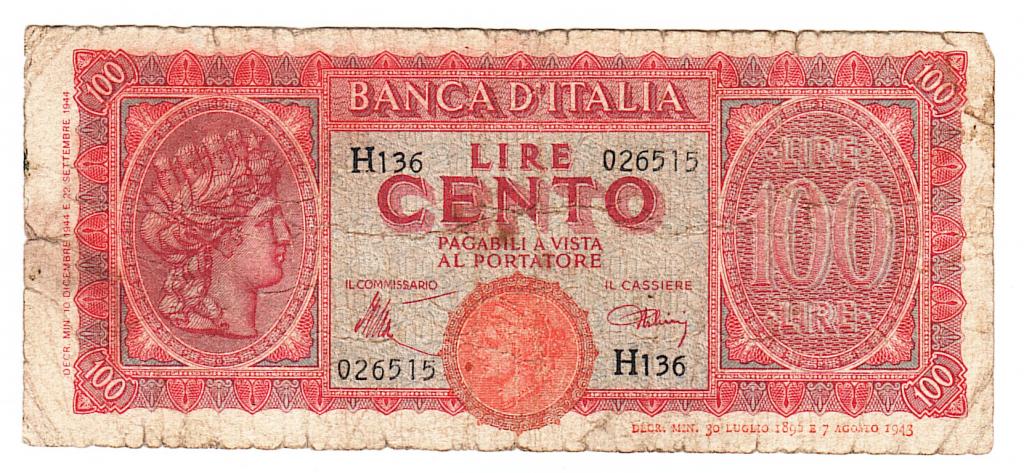 100
100
BANCA D'ITALIA
H136
LIRE
026515
CENTO
PAGABILI A VISTA
AL PORTATORE
IL COMMISSARIO
IL CASSIERE
026515
H136
LIRE
100
LIRE
100
100
DECR. MIN. 30 LUGLIO 1896 E 7 AGOSTO 1943
DECR. MIN. 10 DICEMBRE 1944 E 22 SETTEMBRE 1944